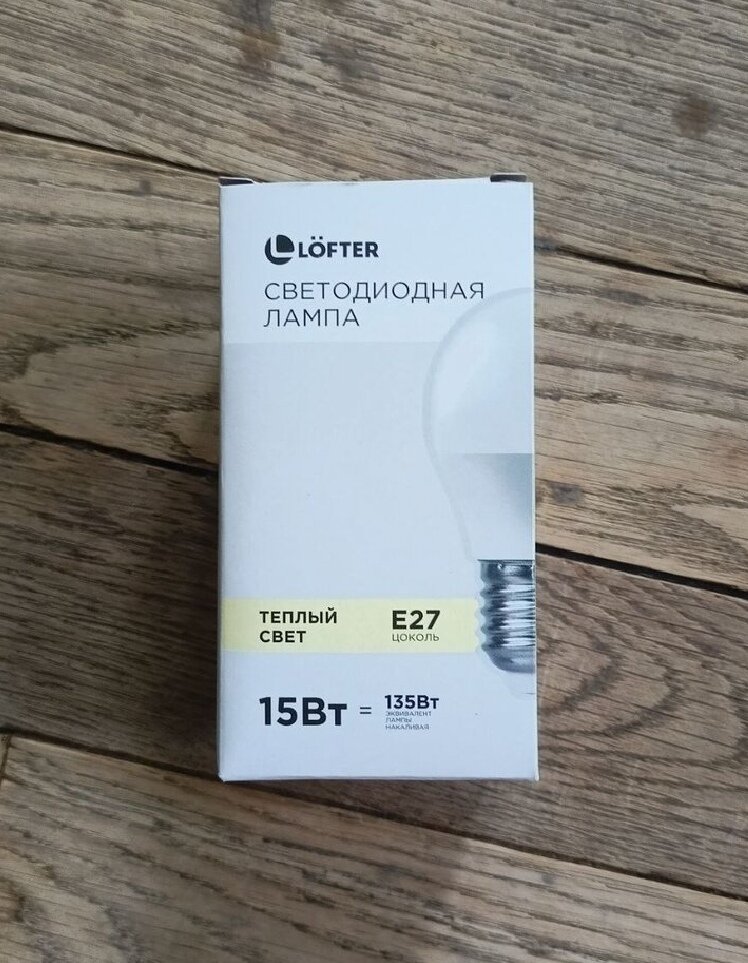 LÖFTER
СВЕТОДИОДНАЯ
ЛАМПА
ТЕПЛЫЙ
СВЕТ
E27
ЦОКОЛЬ
15Вт = 135Вт
ЭКВИВАЛЕНТ
ЛАМПЫ
НАКАЛИВАЯ